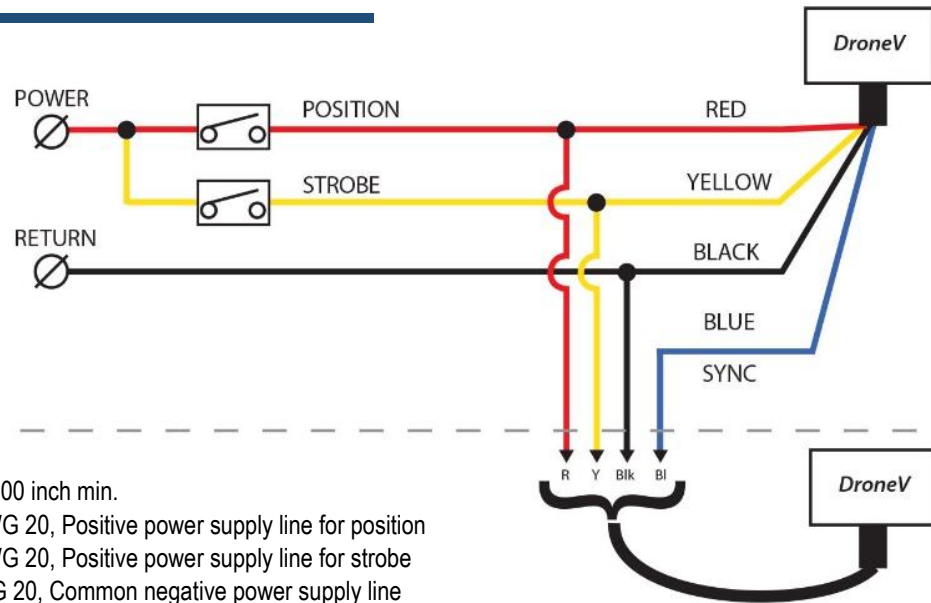 DroneV
POWER
POSITION
RED
STROBE
YELLOW
RETURN
BLACK
BLUE
SYNC
R Y Blk Bl
DroneV
00 inch min.
20, Positive power supply line for position
20, Positive power supply line for strobe
20, Common negative power supply line